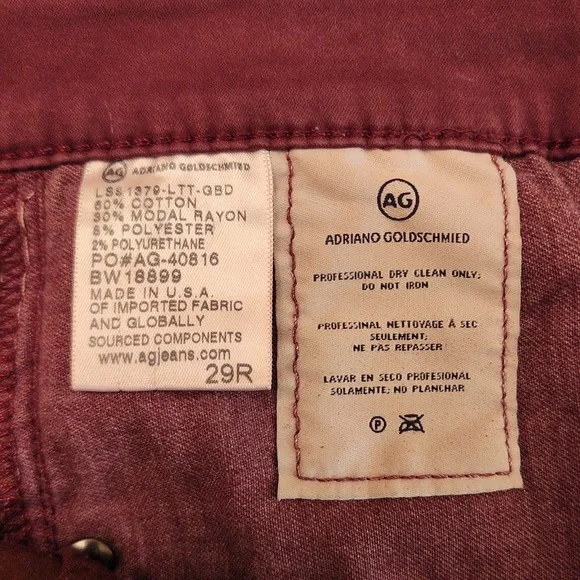 AG ADRIANO GOLDSCHMIED
LSS1379-LTT-GBD
60% COTTON
30% MODAL RAYON
8% POLYESTER
2% POLYURETHANE
PO#AG-40816
BW18899
MADE IN U.S.A.
OF IMPORTED FABRIC
AND GLOBALLY
SOURCED COMPONENTS
www.agjeans.com
29R
AG
ADRIANO GOLDSCHMIED
PROFESSIONAL DRY CLEAN ONLY;
DO NOT IRON
PROFESSINAL NETTOYAGE À SEC
SEULEMENT;
NE PAS REPASSER
LAVAR EN SECO PROFESIONAL
SOLAMENTE; NO PLANCHAR
P